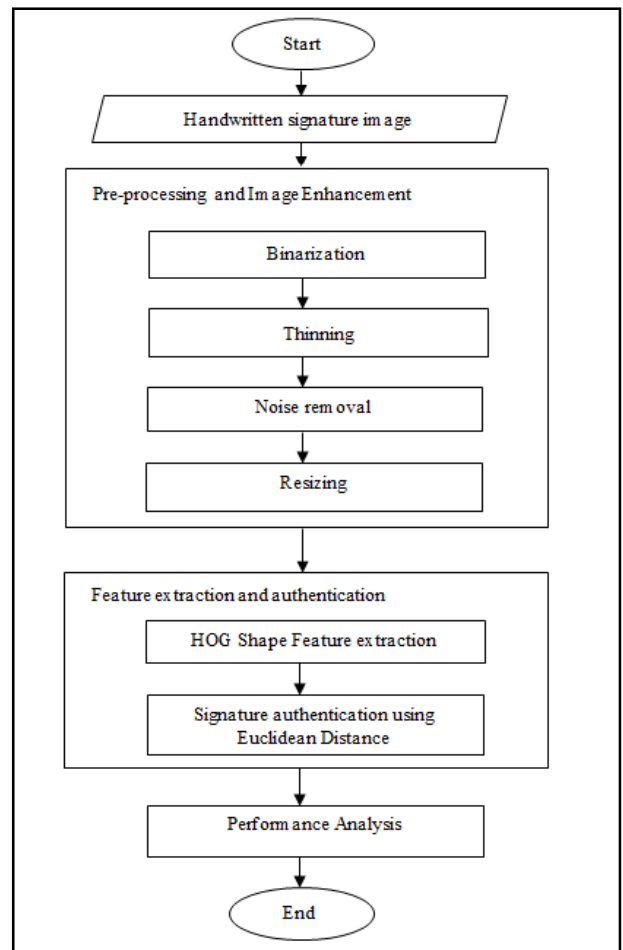 Start
Handwritten signature image
Pre-processing and Image Enhancement
Binarization
Thinning
Noise removal
Resizing
Feature extraction and authentication
HOG Shape Feature extraction
Signature authentication using
Euclidean Distance
Performance Analysis
End